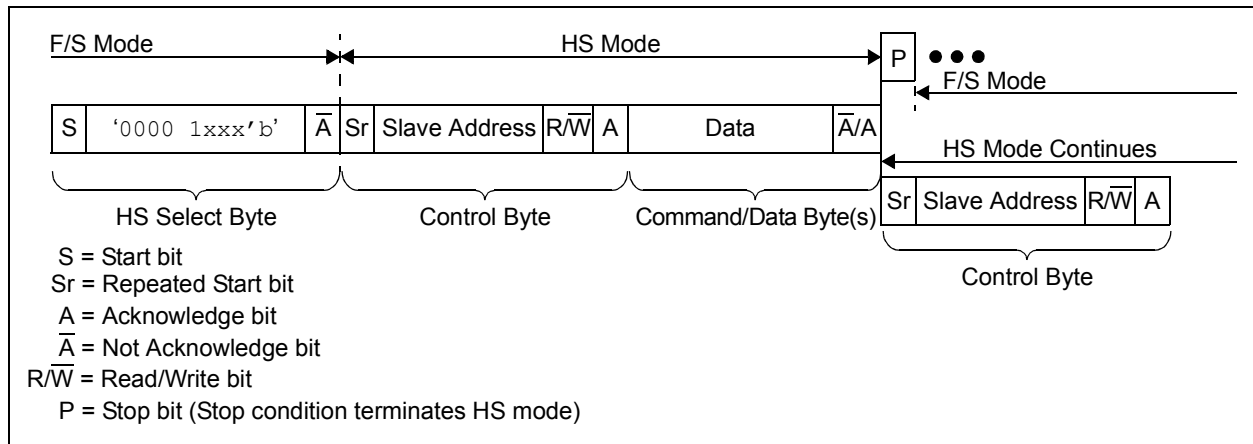 F/S Mode
HS Mode
P
F/S Mode
S '0000 1xxx'b' A̅ Sr Slave Address R/W̅ A Data A̅/A
HS Mode Continues
HS Select Byte
Control Byte
Command/Data Byte(s)
Sr Slave Address R/W̅ A
Control Byte
S = Start bit
Sr = Repeated Start bit
A = Acknowledge bit
A̅ = Not Acknowledge bit
R/W̅ = Read/Write bit
P = Stop bit (Stop condition terminates HS mode)